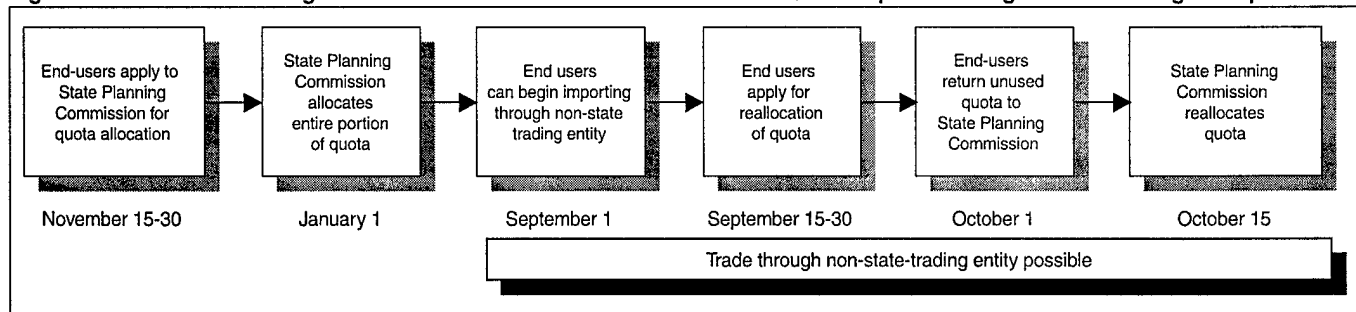 End-users apply to
State Planning
Commission for
quota allocation
State Planning
Commission
allocates
entire portion
of quota
End users
can begin importing
through non-state
trading entity
End users
apply for
reallocation
of quota
End-users
return unused
quota to
State Planning
Commission
State Planning
Commission
reallocates
quota
November 15-30
January 1
September 1
September 15-30
October 1
October 15
Trade through non-state-trading entity possible